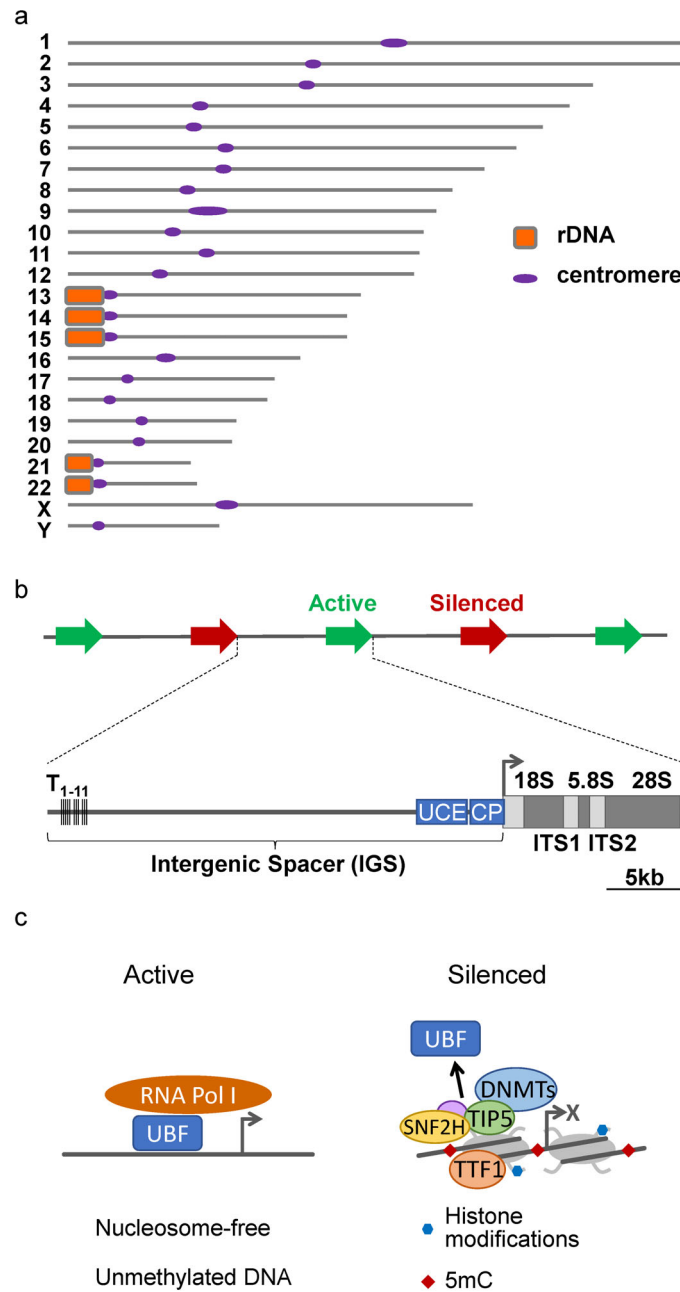 a
1
2
3
4
5
6
7
8
9
10
11
12
13
14
15
16
17
18
19
20
21
22
X
Y
rDNA
centromere
b
Active Silenced
T1-11
UCE CP
18S 5.8S 28S
ITS1 ITS2
Intergenic Spacer (IGS)
5kb
c
Active Silenced
RNA Pol I
UBF
Nucleosome-free
Unmethylated DNA
UBF
DNMTs
SNF2H TIP5
X
TTF1
Histone
modifications
5mC